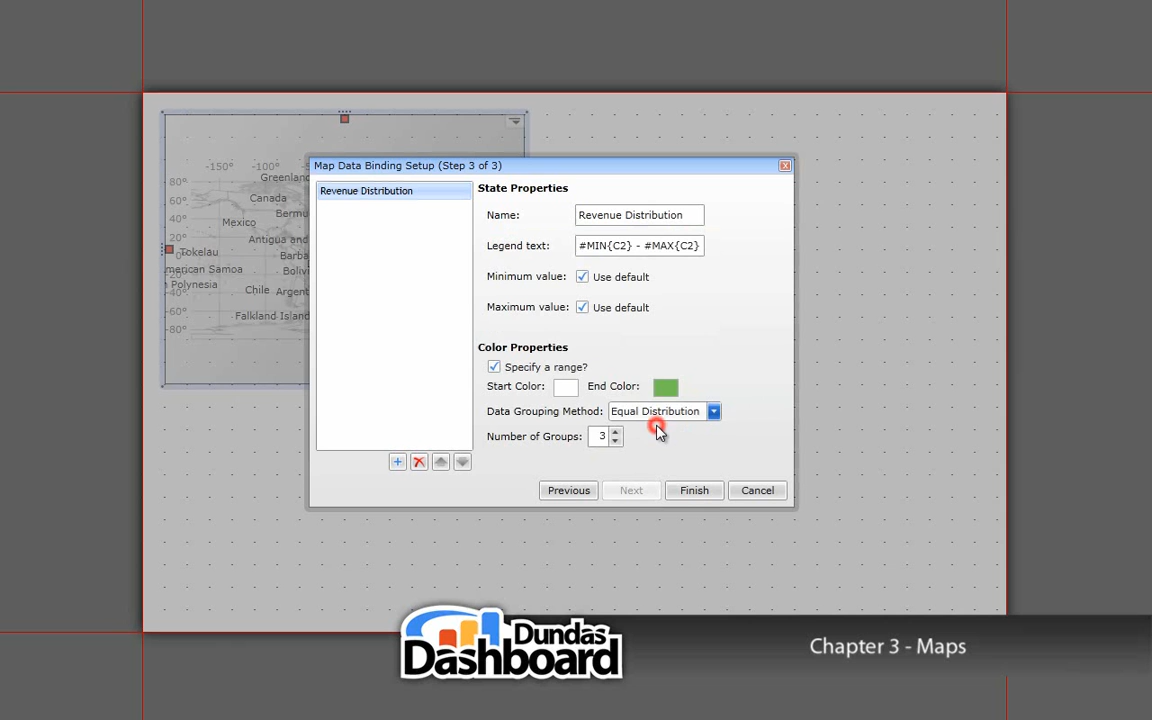 Map Data Binding Setup (Step 3 of 3)
Revenue Distribution
State Properties
Name: Revenue Distribution
Legend text: #MIN{C2} - #MAX{C2}
Minimum value: Use default
Maximum value: Use default
Color Properties
Specify a range?
Start Color: End Color:
Data Grouping Method: Equal Distribution
Number of Groups: 3
Previous Next Finish Cancel
-150° -100°
80° Greenland
60° Canada
40° Mexico Bermu
20° Antigua and
Tokelau Barba
merican Samoa Bolivi
n Polynesia
-40° Chile Argent
-60° Falkland Island
-80°
Dundas
Dashboard
Chapter 3 - Maps